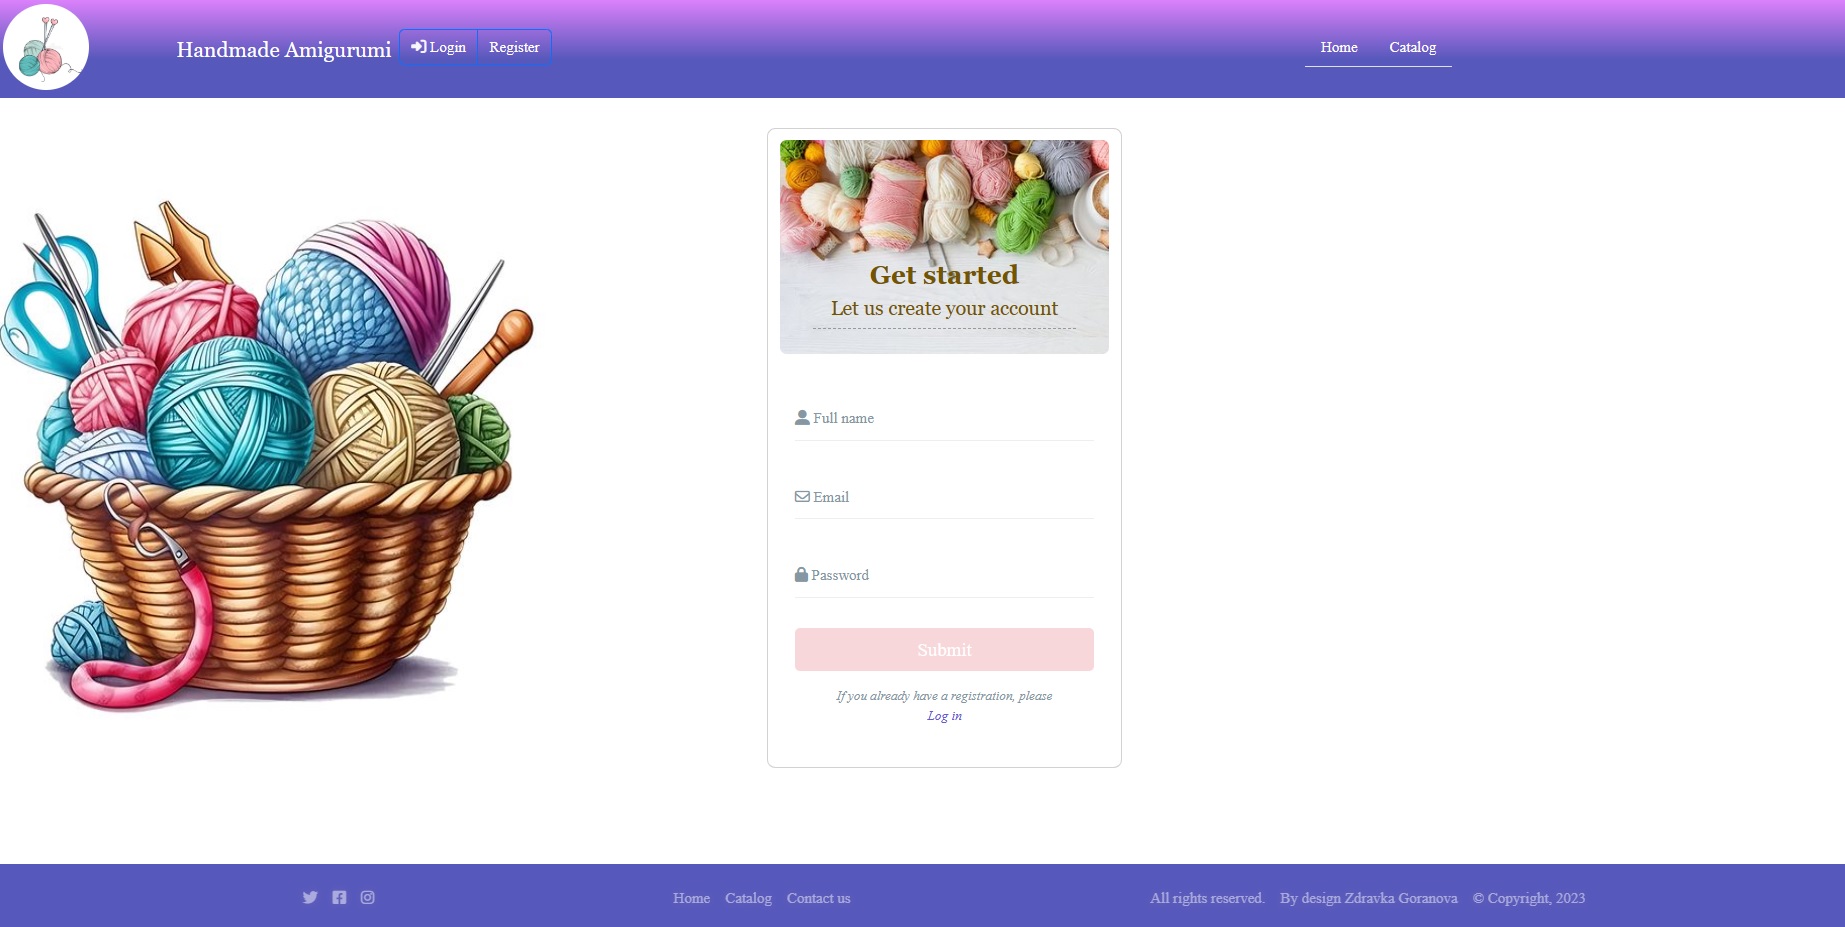 Handmade Amigurumi Login Register Home Catalog
Get started
Let us create your account
Full name
Email
Password
Submit
If you already have a registration, please
Log in
Home Catalog Contact us All rights reserved. By design Zdravka Goranova © Copyright, 2023